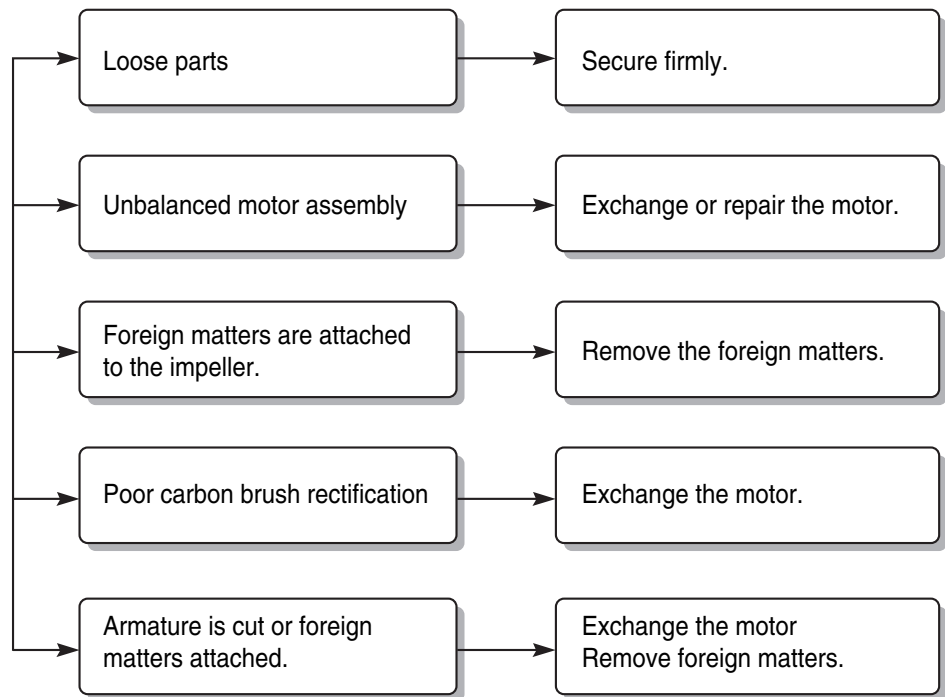 Loose parts
Secure firmly.
Unbalanced motor assembly
Exchange or repair the motor.
Foreign matters are attached
to the impeller.
Remove the foreign matters.
Poor carbon brush rectification
Exchange the motor.
Armature is cut or foreign
matters attached.
Exchange the motor
Remove foreign matters.